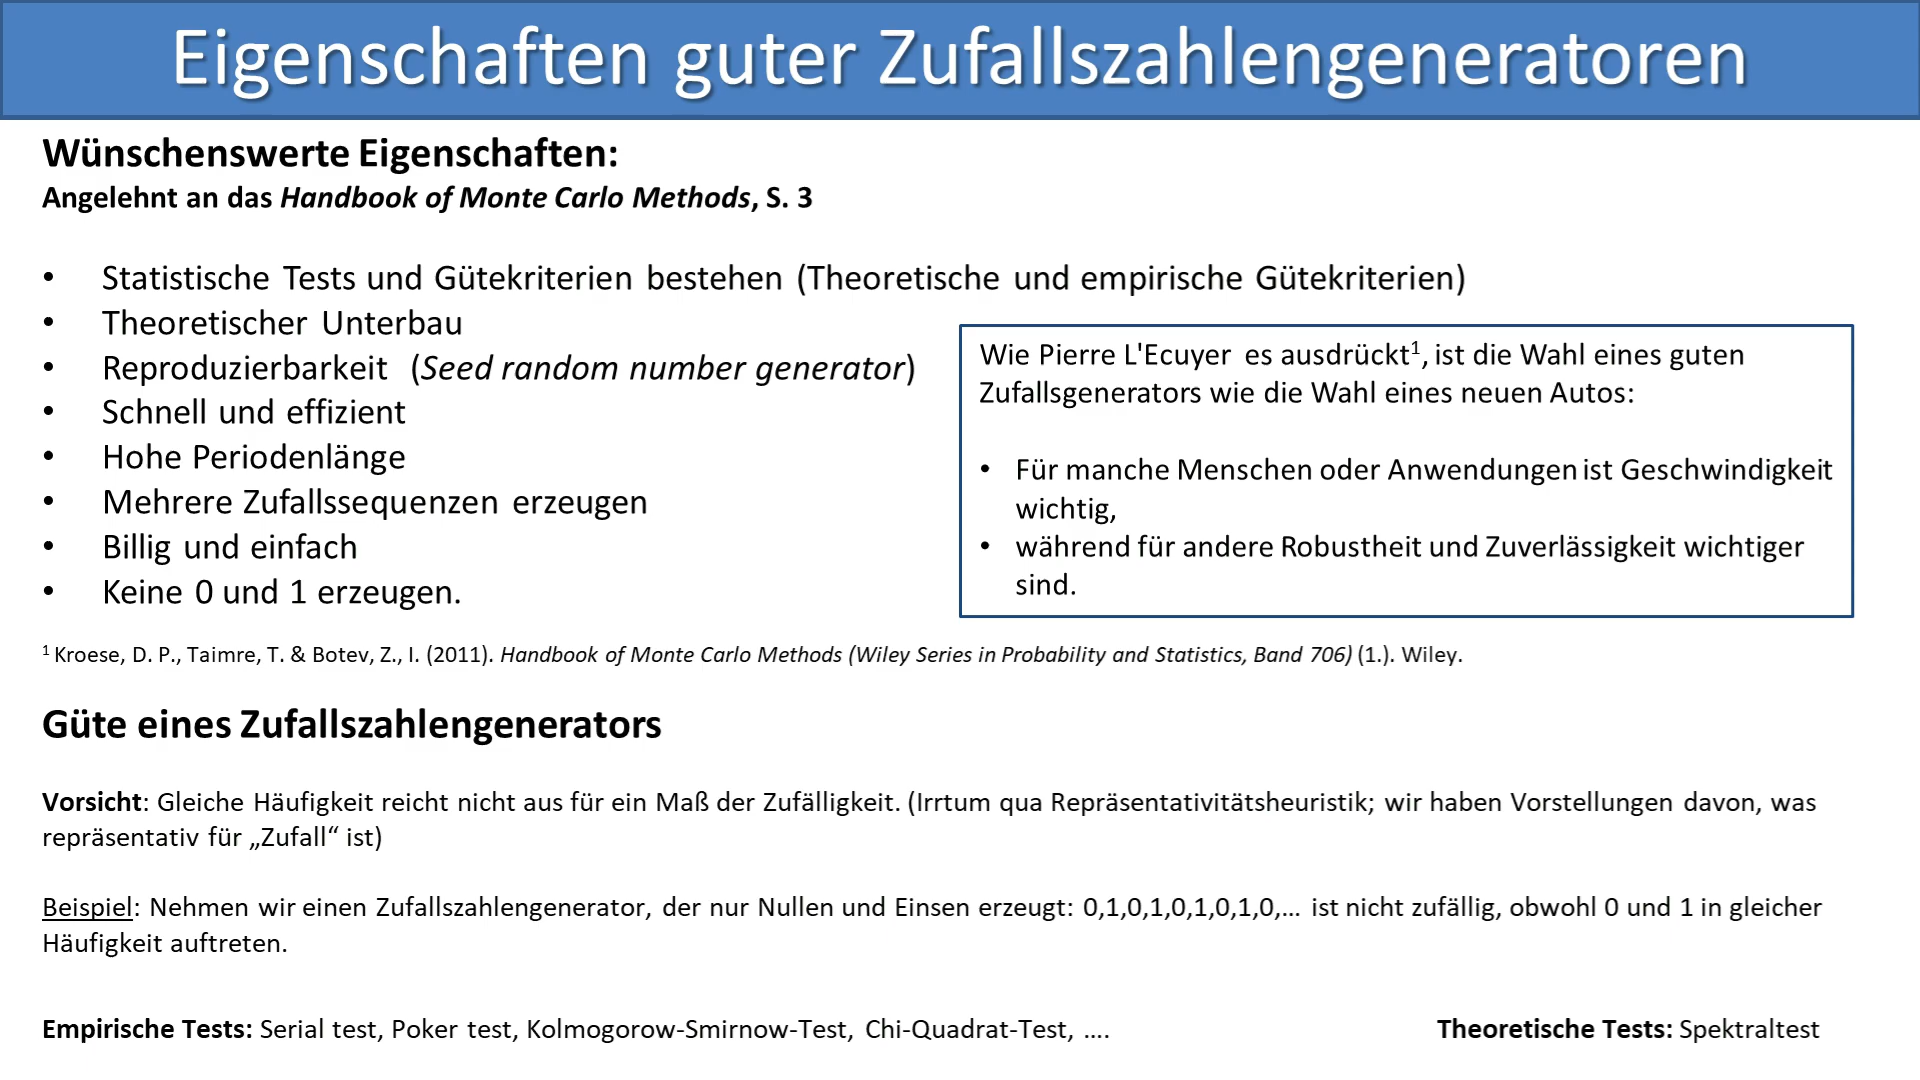 Eigenschaften guter Zufallszahlengeneratoren
Wünschenswerte Eigenschaften:
Angelehnt an das Handbook of Monte Carlo Methods, S. 3
• Statistische Tests und Gütekriterien bestehen (Theoretische und empirische Gütekriterien)
• Theoretischer Unterbau
• Reproduzierbarkeit (Seed random number generator)
• Schnell und effizient
• Hohe Periodenlänge
• Mehrere Zufallssequenzen erzeugen
• Billig und einfach
• Keine 0 und 1 erzeugen.
Wie Pierre L'Ecuyer es ausdrückt¹, ist die Wahl eines guten
Zufallsgenerators wie die Wahl eines neuen Autos:
• Für manche Menschen oder Anwendungen ist Geschwindigkeit
wichtig,
• während für andere Robustheit und Zuverlässigkeit wichtiger
sind.
¹ Kroese, D. P., Taimre, T. & Botev, Z., I. (2011). Handbook of Monte Carlo Methods (Wiley Series in Probability and Statistics, Band 706) (1.). Wiley.
Güte eines Zufallszahlengenerators
Vorsicht: Gleiche Häufigkeit reicht nicht aus für ein Maß der Zufälligkeit. (Irrtum qua Repräsentativitätsheuristik; wir haben Vorstellungen davon, was
repräsentativ für „Zufall“ ist)
Beispiel: Nehmen wir einen Zufallszahlengenerator, der nur Nullen und Einsen erzeugt: 0,1,0,1,0,1,0,1,0,... ist nicht zufällig, obwohl 0 und 1 in gleicher
Häufigkeit auftreten.
Empirische Tests: Serial test, Poker test, Kolmogorow-Smirnow-Test, Chi-Quadrat-Test, ....
Theoretische Tests: Spektraltest